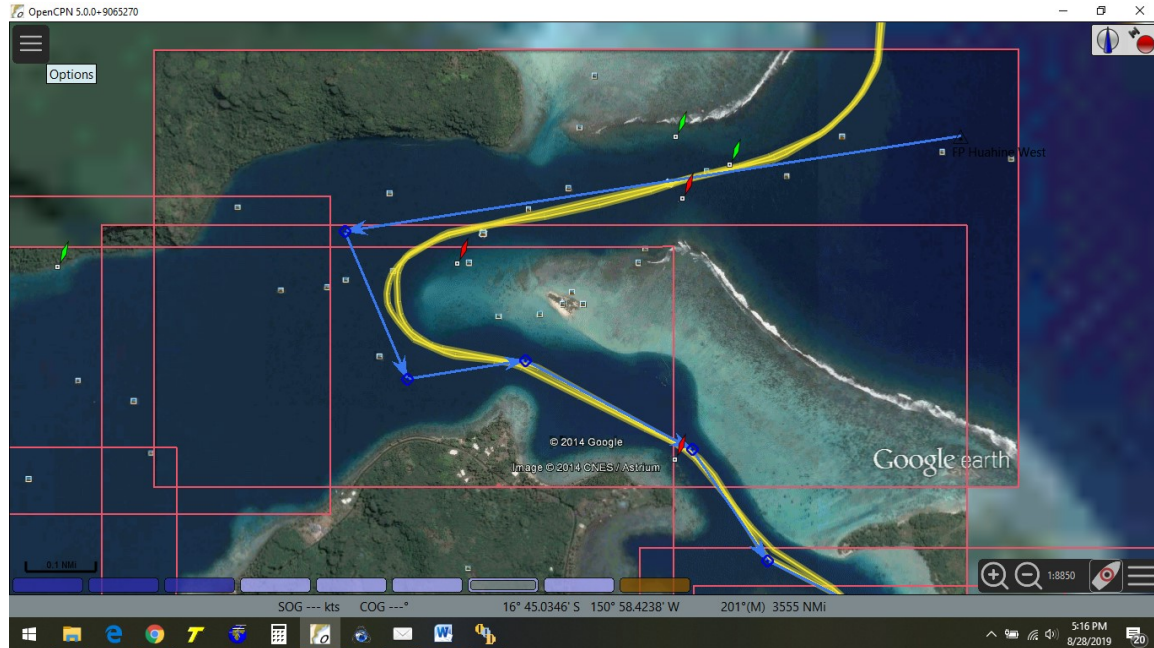 OpenCPN 5.0.0+9065270
Options
FP Huahine West
© 2014 Google
Image © 2014 CNES / Astrium
Google earth
0.1 NMi
1:8850
SOG --- kts COG ---° 16° 45.0346' S 150° 58.4238' W 201°(M) 3555 NMi
5:16 PM
8/28/2019
20